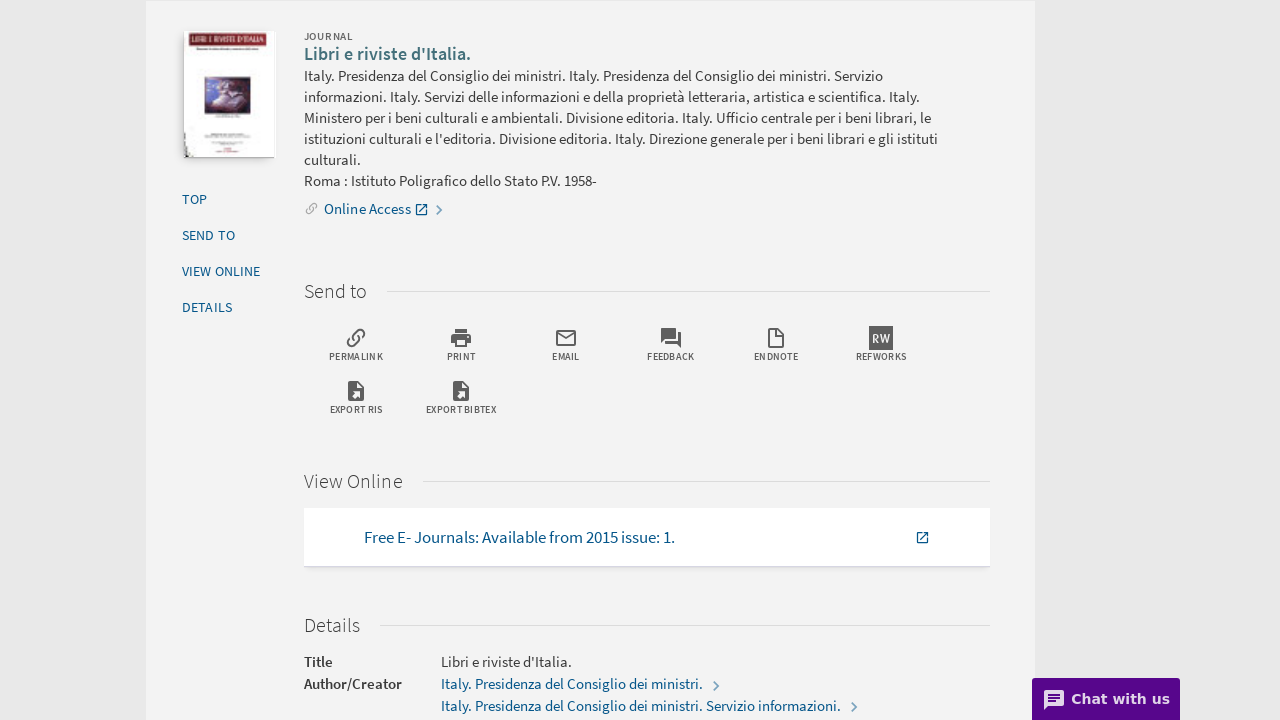 LIBRI E RIVISTE D'ITALIA
JOURNAL
Libri e riviste d'Italia.
Italy. Presidenza del Consiglio dei ministri. Italy. Presidenza del Consiglio dei ministri. Servizio
informazioni. Italy. Servizi delle informazioni e della proprietà letteraria, artistica e scientifica. Italy.
Ministero per i beni culturali e ambientali. Divisione editoria. Italy. Ufficio centrale per i beni librari, le
istituzioni culturali e l'editoria. Divisione editoria. Italy. Direzione generale per i beni librari e gli istituti
culturali.
Roma : Istituto Poligrafico dello Stato P.V. 1958-
Online Access
TOP
SEND TO
VIEW ONLINE
DETAILS
Send to
PERMALINK
PRINT
EMAIL
FEEDBACK
ENDNOTE
RW
REFWORKS
EXPORT RIS
EXPORT BIBTEX
View Online
Free E- Journals: Available from 2015 issue: 1.
Details
Title
Libri e riviste d'Italia.
Author/Creator
Italy. Presidenza del Consiglio dei ministri.
Italy. Presidenza del Consiglio dei ministri. Servizio informazioni.
Chat with us